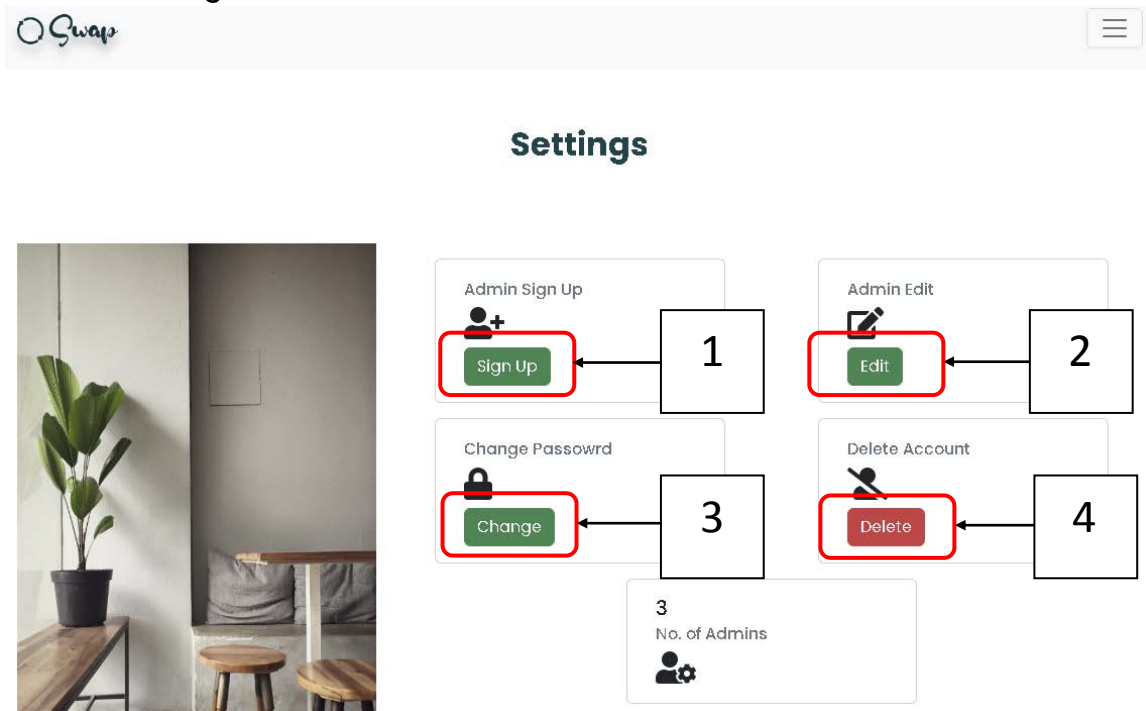 Swap
Settings
Admin Sign Up
Sign Up
1
Admin Edit
Edit
2
Change Passowrd
Change
3
Delete Account
Delete
4
3
No. of Admins